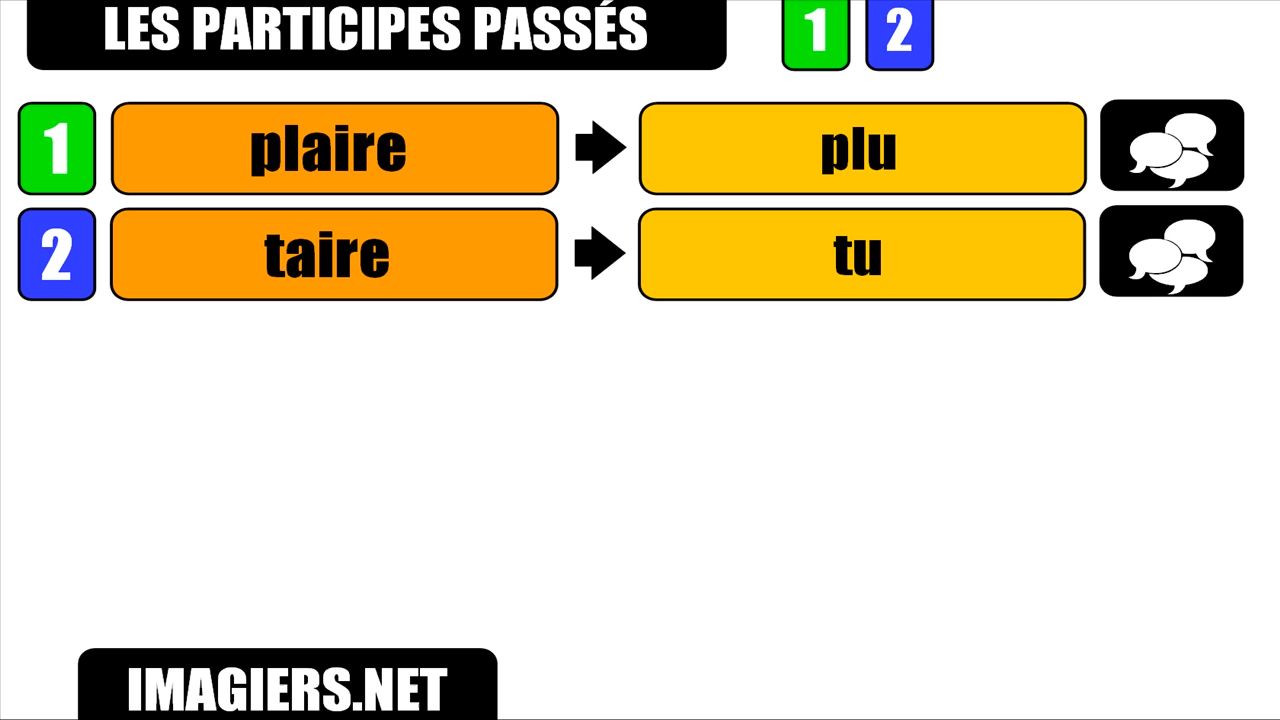 LES PARTICIPES PASSÉS 1 2
1 plaire plu
2 taire tu
IMAGIERS.NET